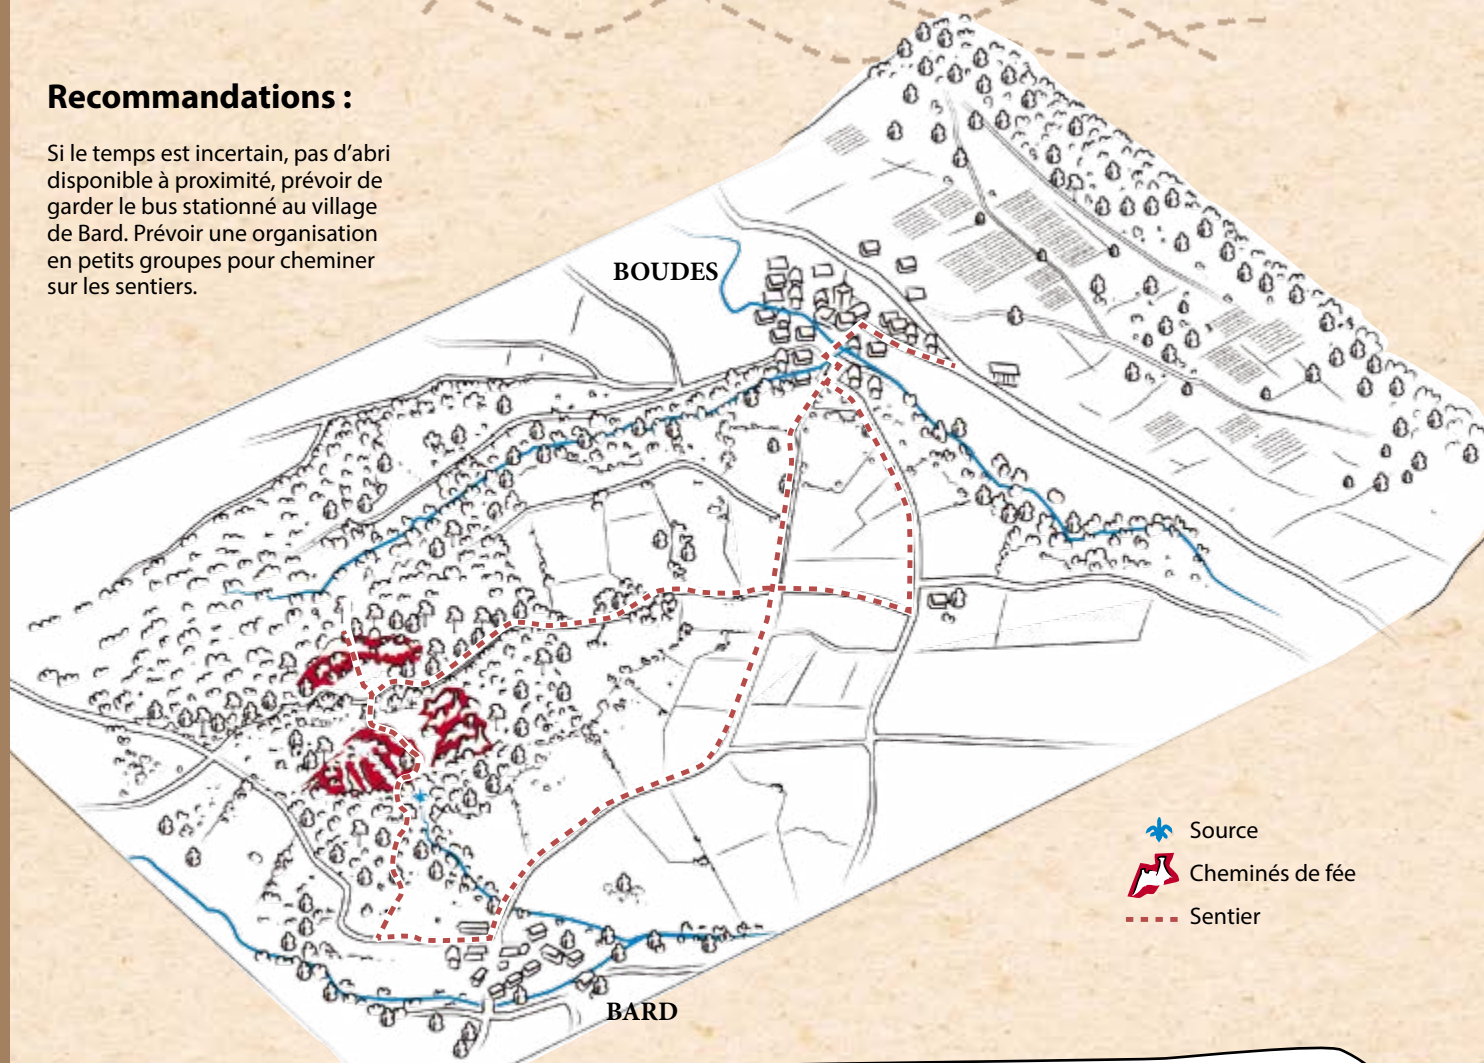 Recommandations :
Si le temps est incertain, pas d’abri
disponible à proximité, prévoir de
garder le bus stationné au village
de Bard. Prévoir une organisation
en petits groupes pour cheminer
sur les sentiers.
BOUDES
Source
Cheminés de fée
Sentier
BARD